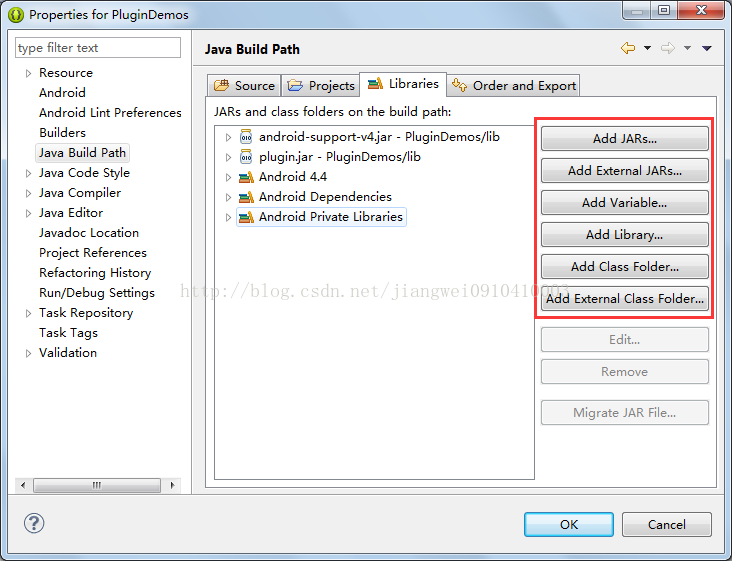 Properties for PluginDemos
type filter text
Resource
Android
Android Lint Preferences
Builders
Java Build Path
Java Code Style
Java Compiler
Java Editor
Javadoc Location
Project References
Refactoring History
Run/Debug Settings
Task Repository
Task Tags
Validation
Java Build Path
Source
Projects
Libraries
Order and Export
JARs and class folders on the build path:
android-support-v4.jar - PluginDemos/lib
plugin.jar - PluginDemos/lib
Android 4.4
Android Dependencies
Android Private Libraries
Add JARs...
Add External JARs...
Add Variable...
Add Library...
Add Class Folder...
Add External Class Folder...
Edit...
Remove
Migrate JAR File...
http://blog.csdn.net/jiangwei0910410003
OK
Cancel